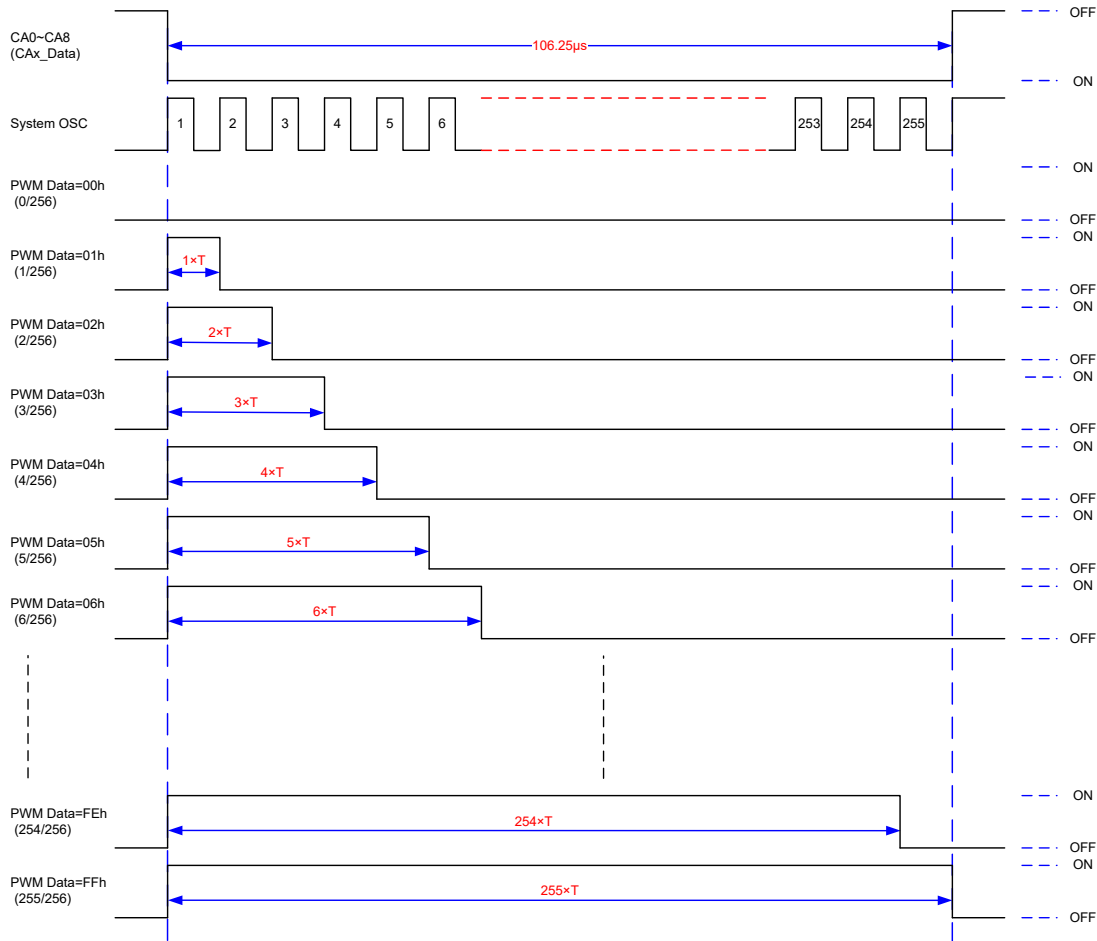 OFF
CA0~CA8
(CAx_Data)
106.25μs
ON
System OSC
1 2 3 4 5 6 253 254 255
ON
PWM Data=00h
(0/256)
OFF
ON
PWM Data=01h
(1/256)
1×T
OFF
ON
PWM Data=02h
(2/256)
2×T
OFF
ON
PWM Data=03h
(3/256)
3×T
OFF
ON
PWM Data=04h
(4/256)
4×T
OFF
ON
PWM Data=05h
(5/256)
5×T
OFF
ON
PWM Data=06h
(6/256)
6×T
OFF
ON
PWM Data=FEh
(254/256)
254×T
OFF
ON
PWM Data=FFh
(255/256)
255×T
OFF